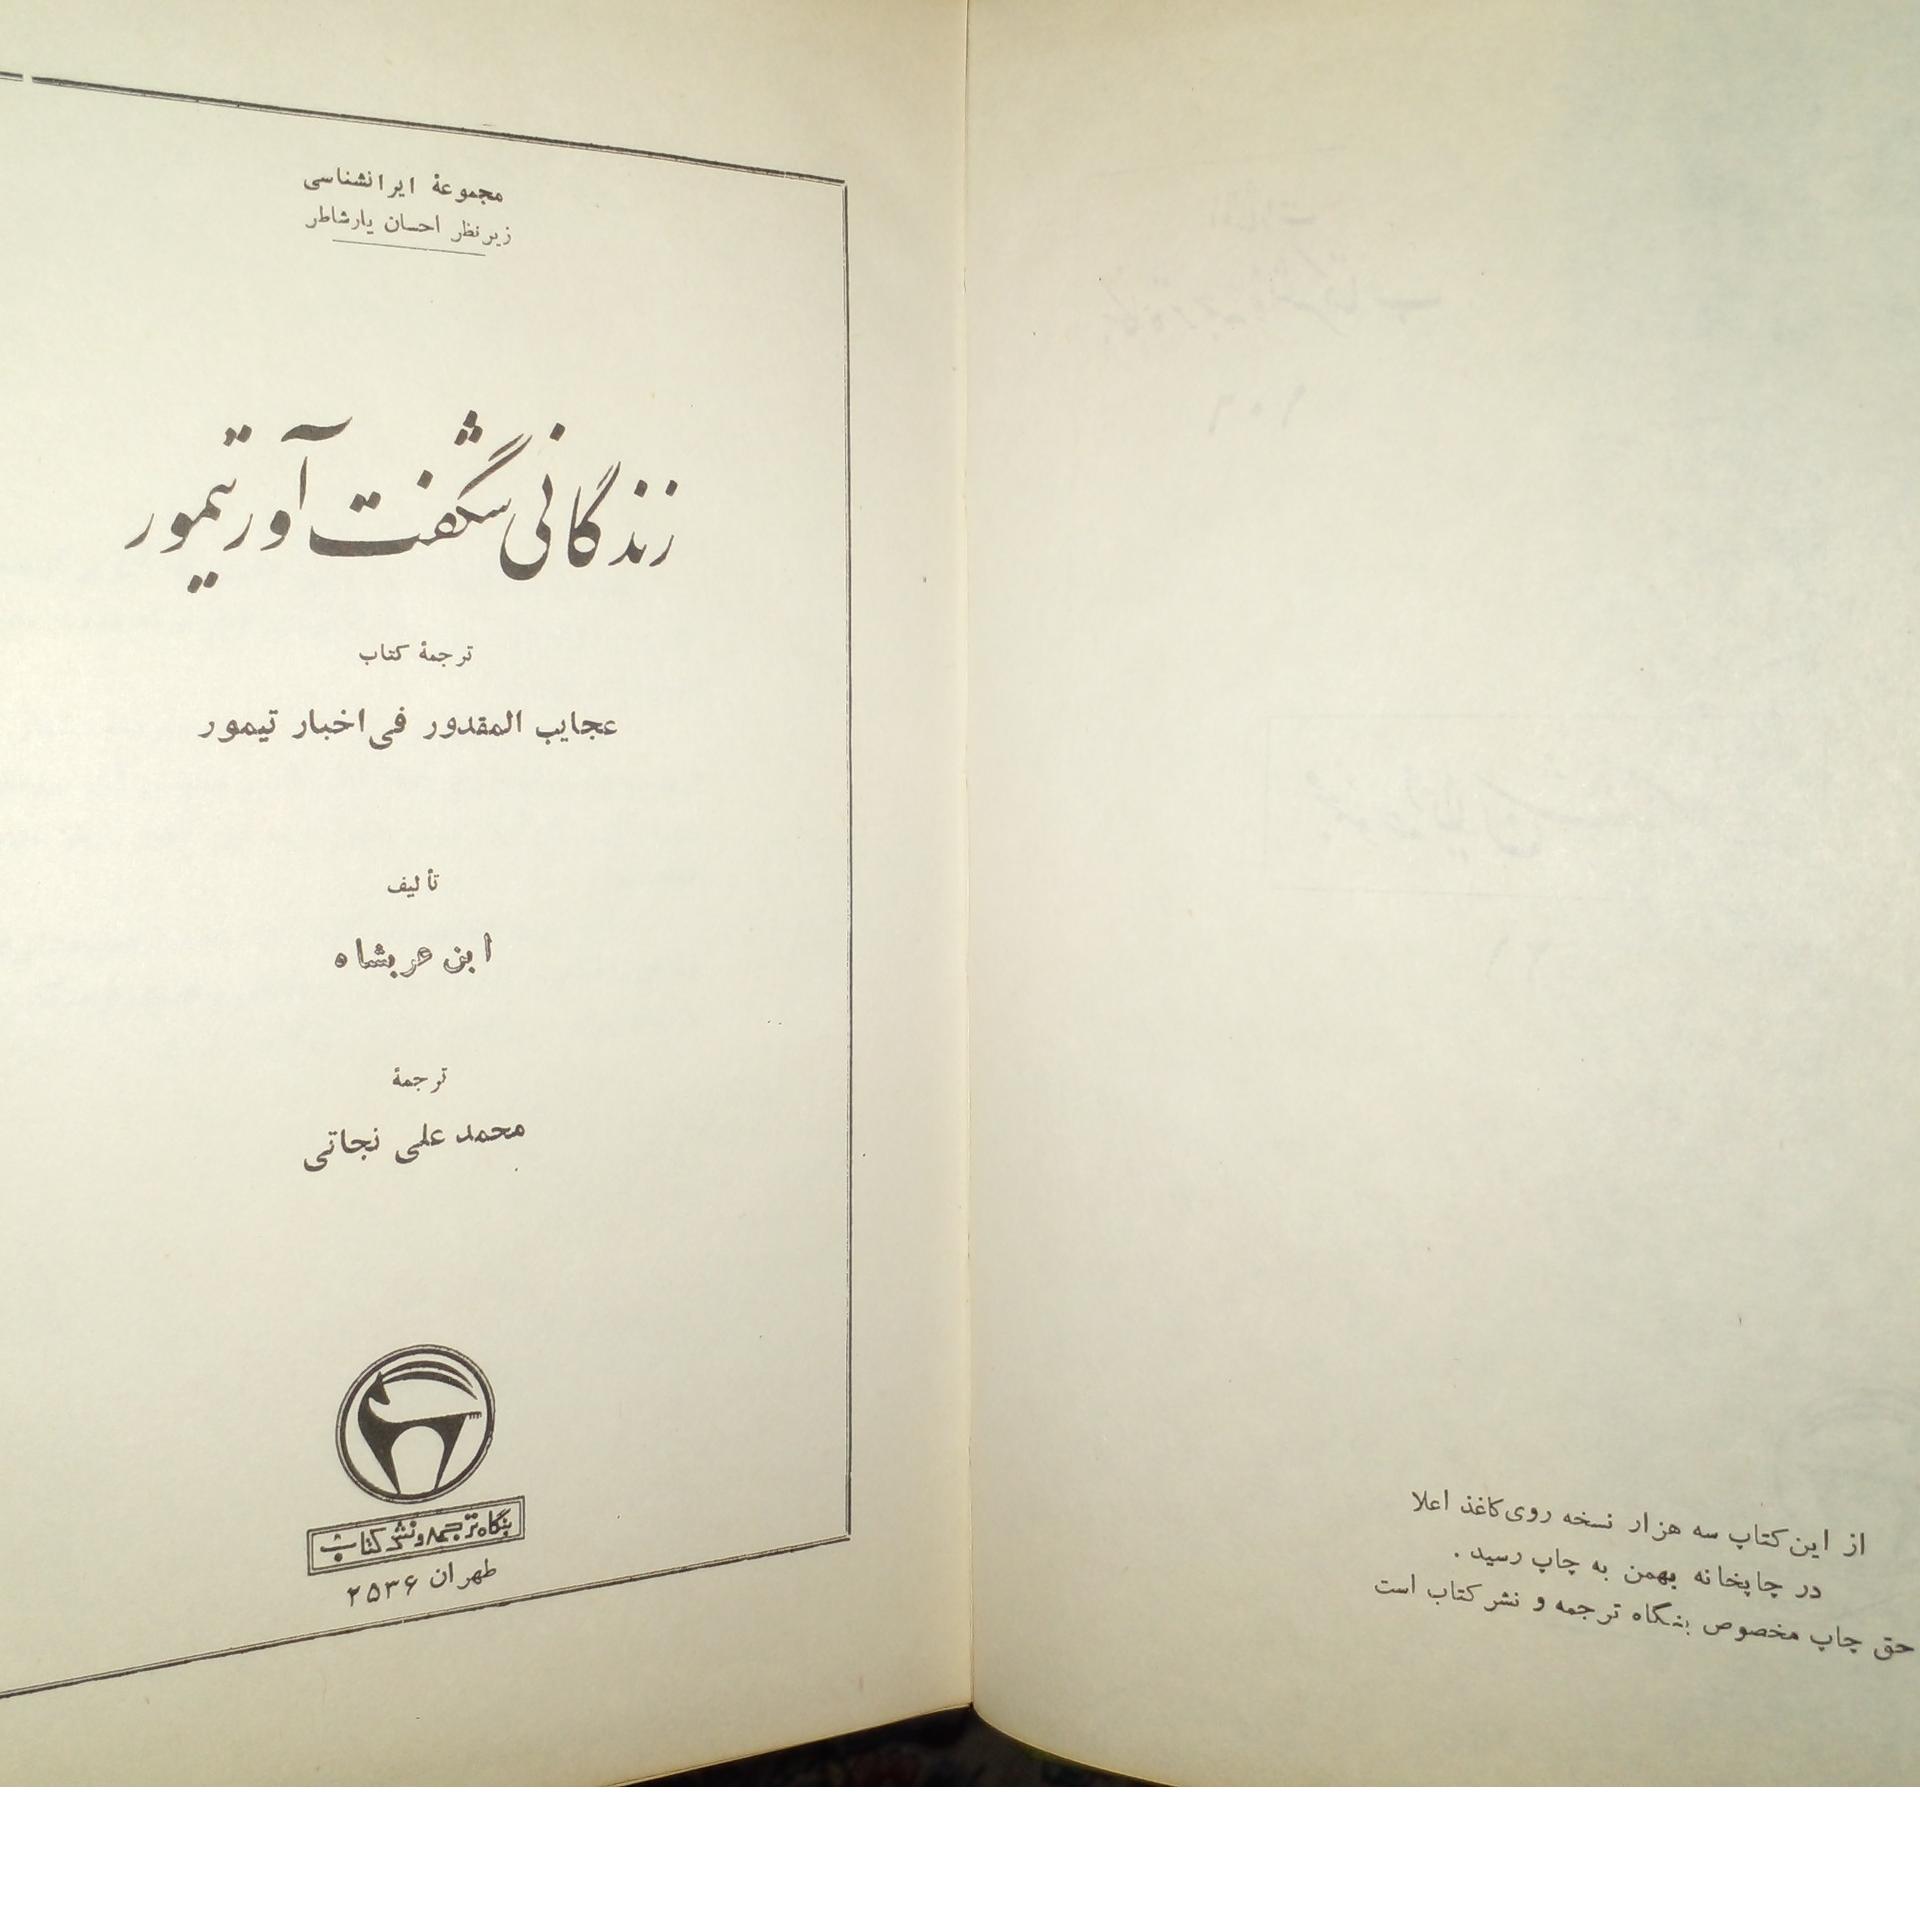 از این کتاب سه هزار نسخه روی کاغذ اعلا
در چاپخانه بهمن به چاپ رسید.
حق چاپ مخصوص بنگاه ترجمه و نشر کتاب است
مجموعهٔ ایرانشناسی
زیر نظر احسان یارشاطر
زندگانی شگفت آور تیمور
ترجمهٔ کتاب
عجایب المقدور فی اخبار تیمور
تألیف
ابن عربشاه
ترجمهٔ
محمد علی نجاتی
بنگاه ترجمه و نشر کتاب
طهران ۲۵۳۶